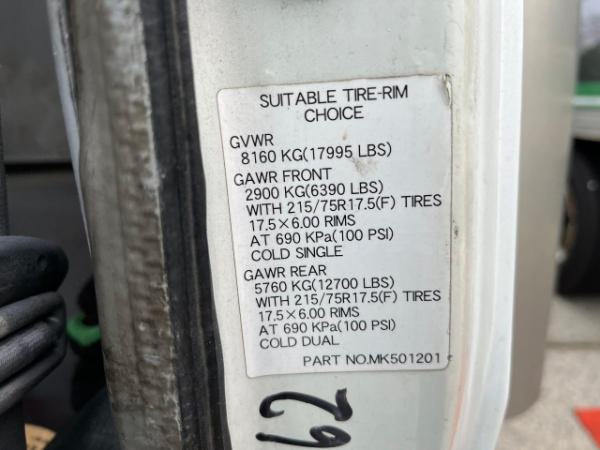 SUITABLE TIRE-RIM
CHOICE
GVWR
8160 KG(17995 LBS)
GAWR FRONT
2900 KG(6390 LBS)
WITH 215/75R17.5(F) TIRES
17.5×6.00 RIMS
AT 690 KPa(100 PSI)
COLD SINGLE
GAWR REAR
5760 KG(12700 LBS)
WITH 215/75R17.5(F) TIRES
17.5×6.00 RIMS
AT 690 KPa(100 PSI)
COLD DUAL
PART NO.MK501201
62